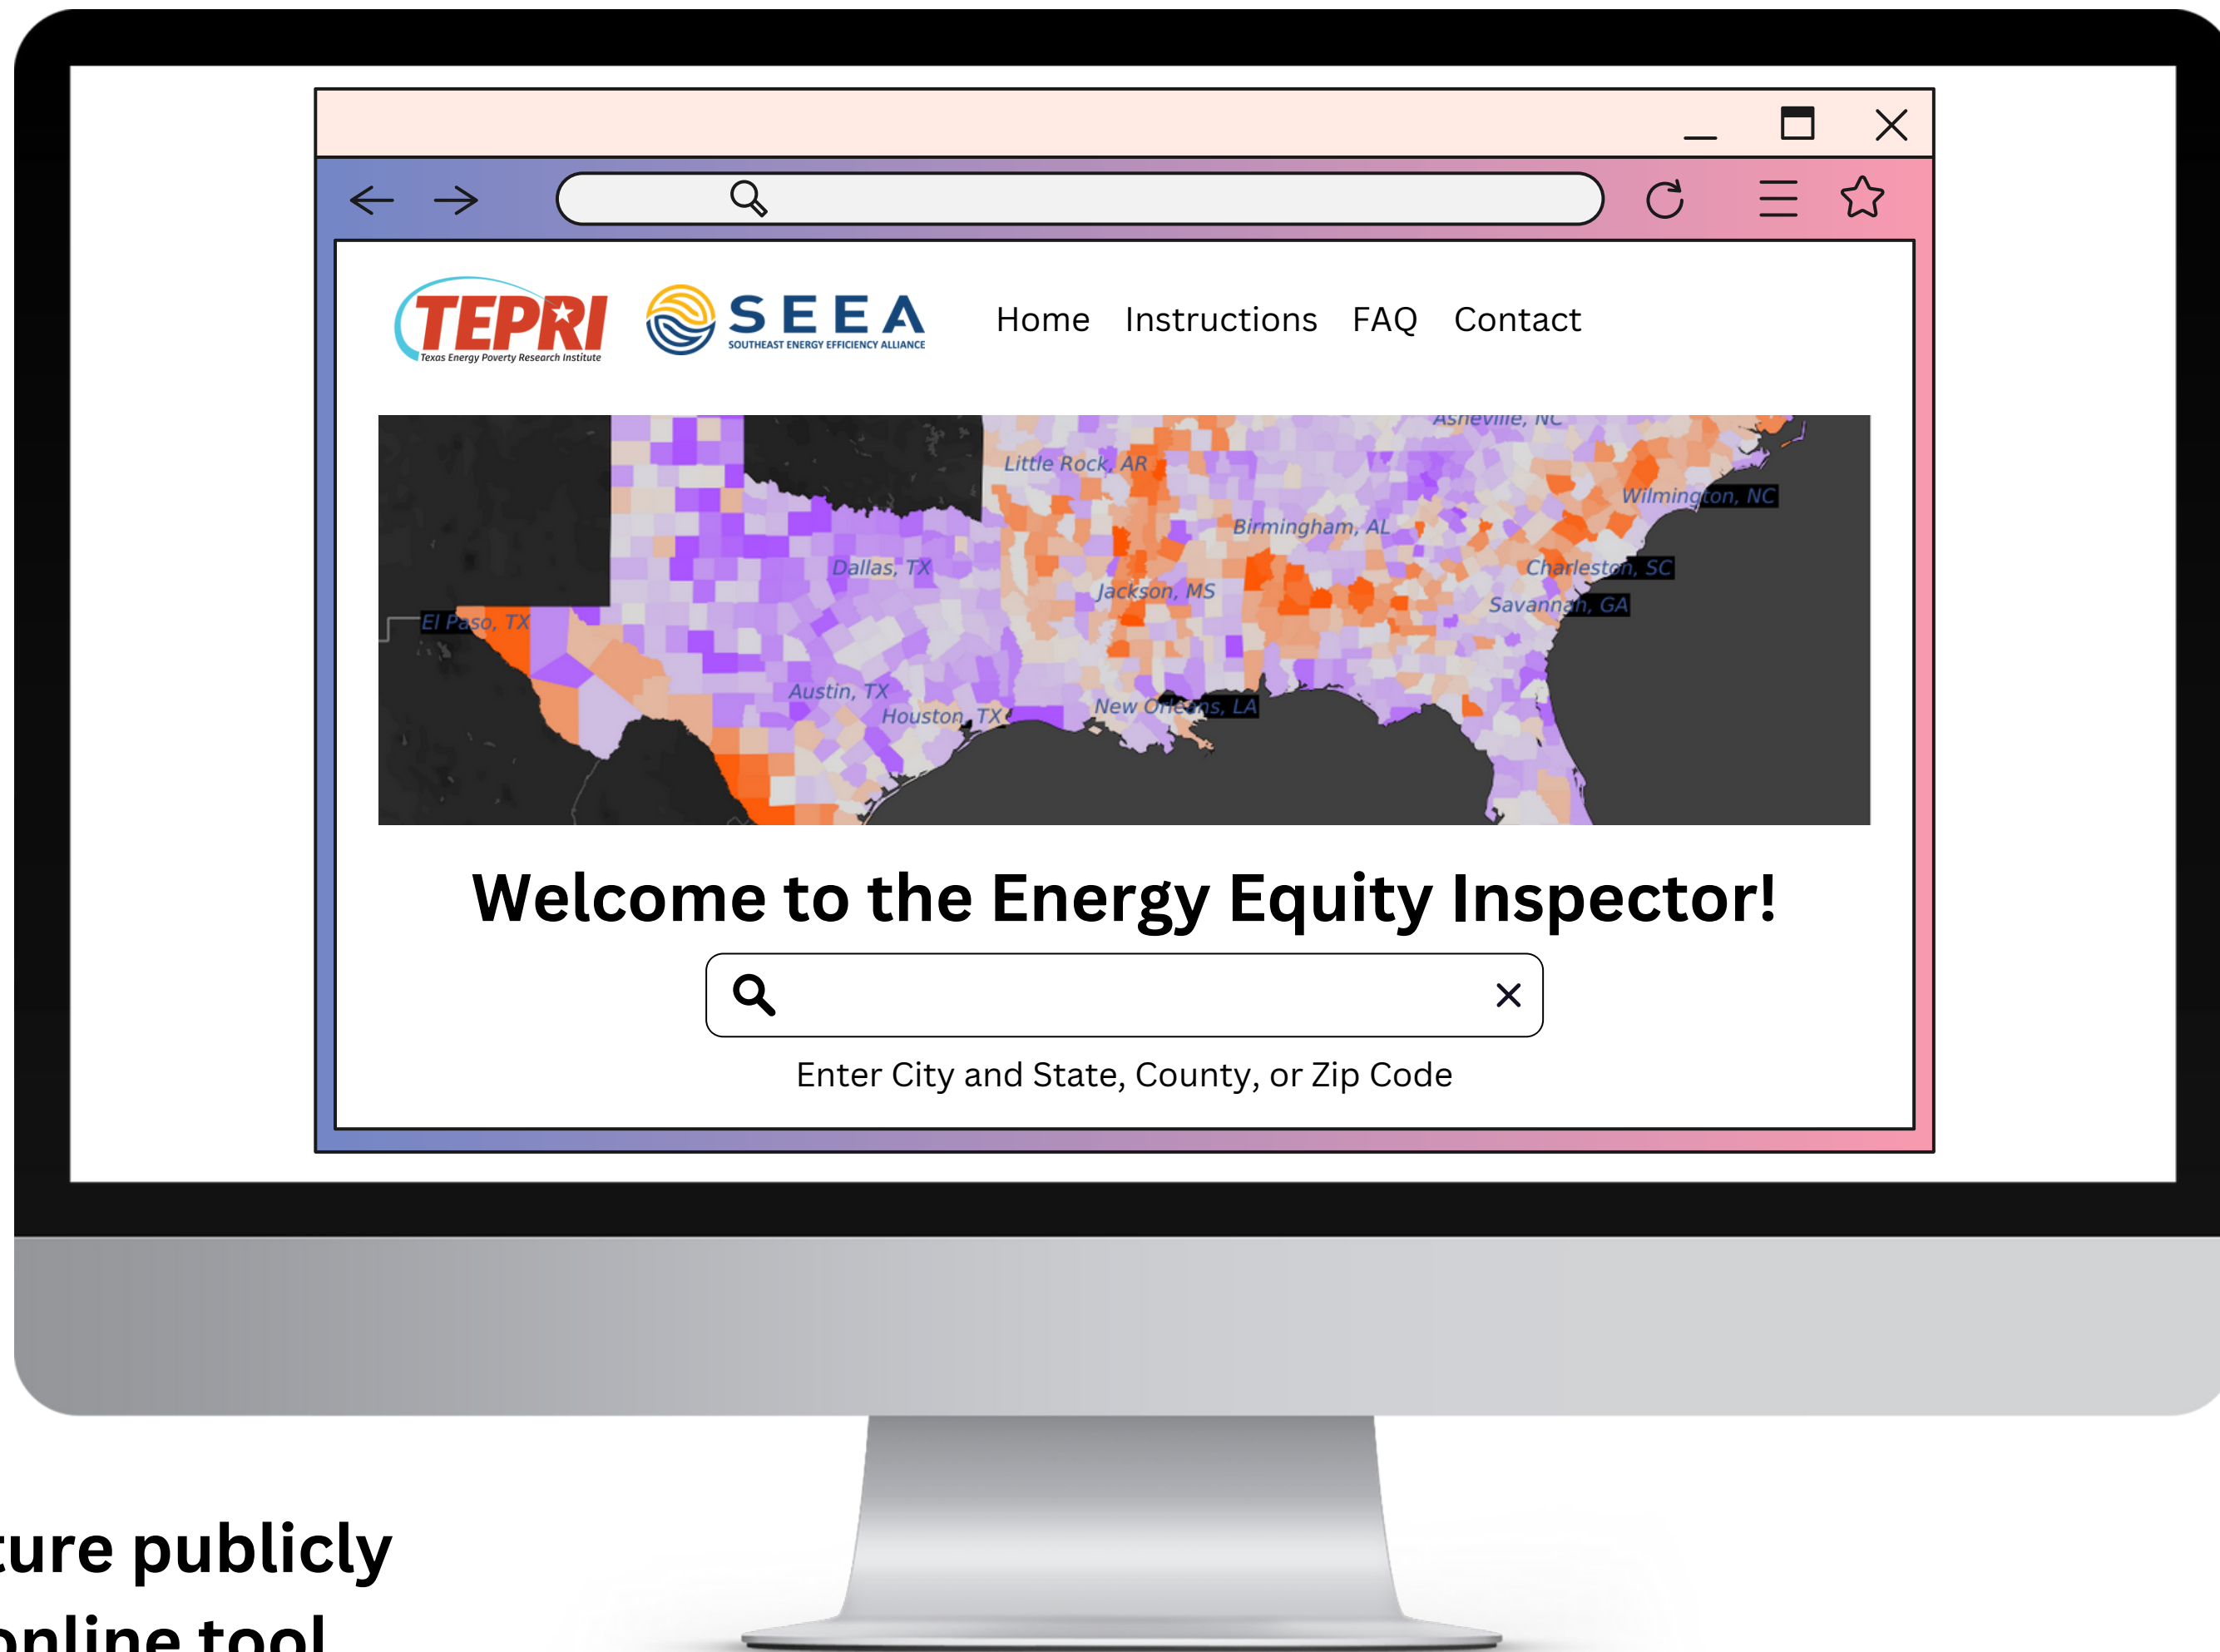 TEPRI
Texas Energy Poverty Research Institute
SEEA
SOUTHEAST ENERGY EFFICIENCY ALLIANCE
Home Instructions FAQ Contact
Asheville, NC
Little Rock, AR
Wilmington, NC
Birmingham, AL
Dallas, TX
Charleston, SC
Jackson, MS
Savannah, GA
El Paso, TX
Austin, TX
New Orleans, LA
Houston, TX
Welcome to the Energy Equity Inspector!
Enter City and State, County, or Zip Code
ture publicly
online tool